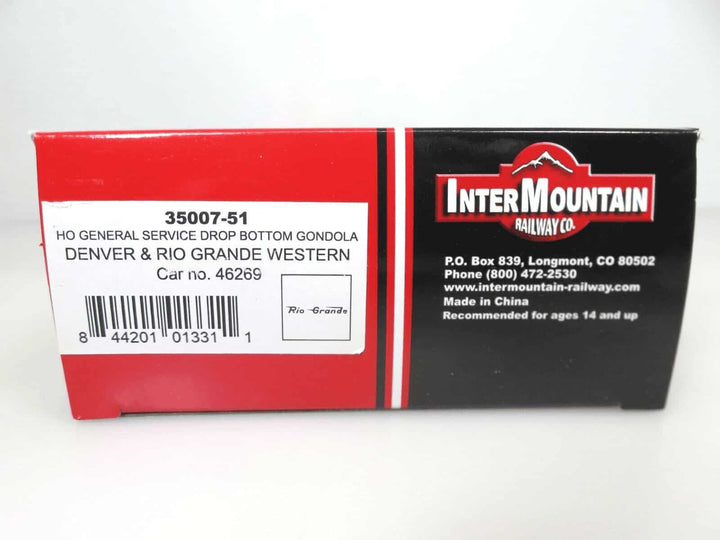 35007-51
HO GENERAL SERVICE DROP BOTTOM GONDOLA
DENVER & RIO GRANDE WESTERN
Car no. 46269
8 44201 01331 1
Rio Grande
INTERMOUNTAIN
RAILWAY CO.
P.O. Box 839, Longmont, CO 80502
Phone (800) 472-2530
www.intermountain-railway.com
Made in China
Recommended for ages 14 and up